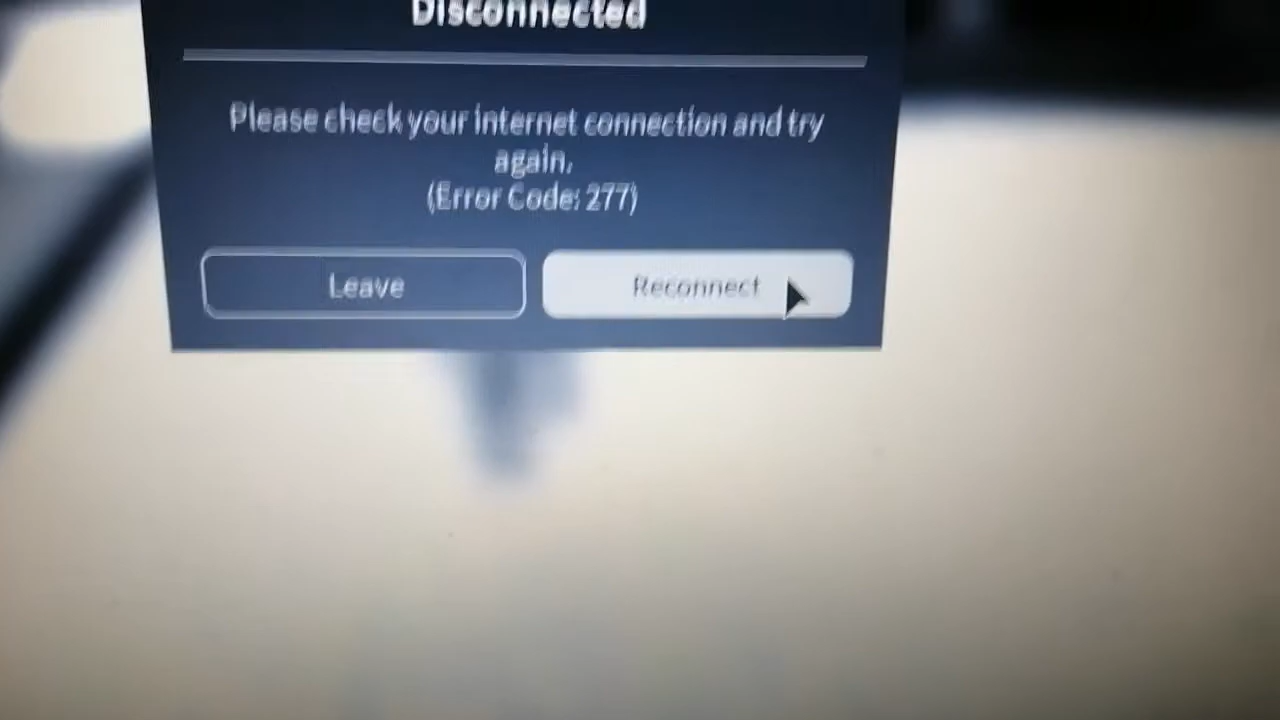 Disconnected
Please check your internet connection and try
again.
(Error Code: 277)
Leave
Reconnect